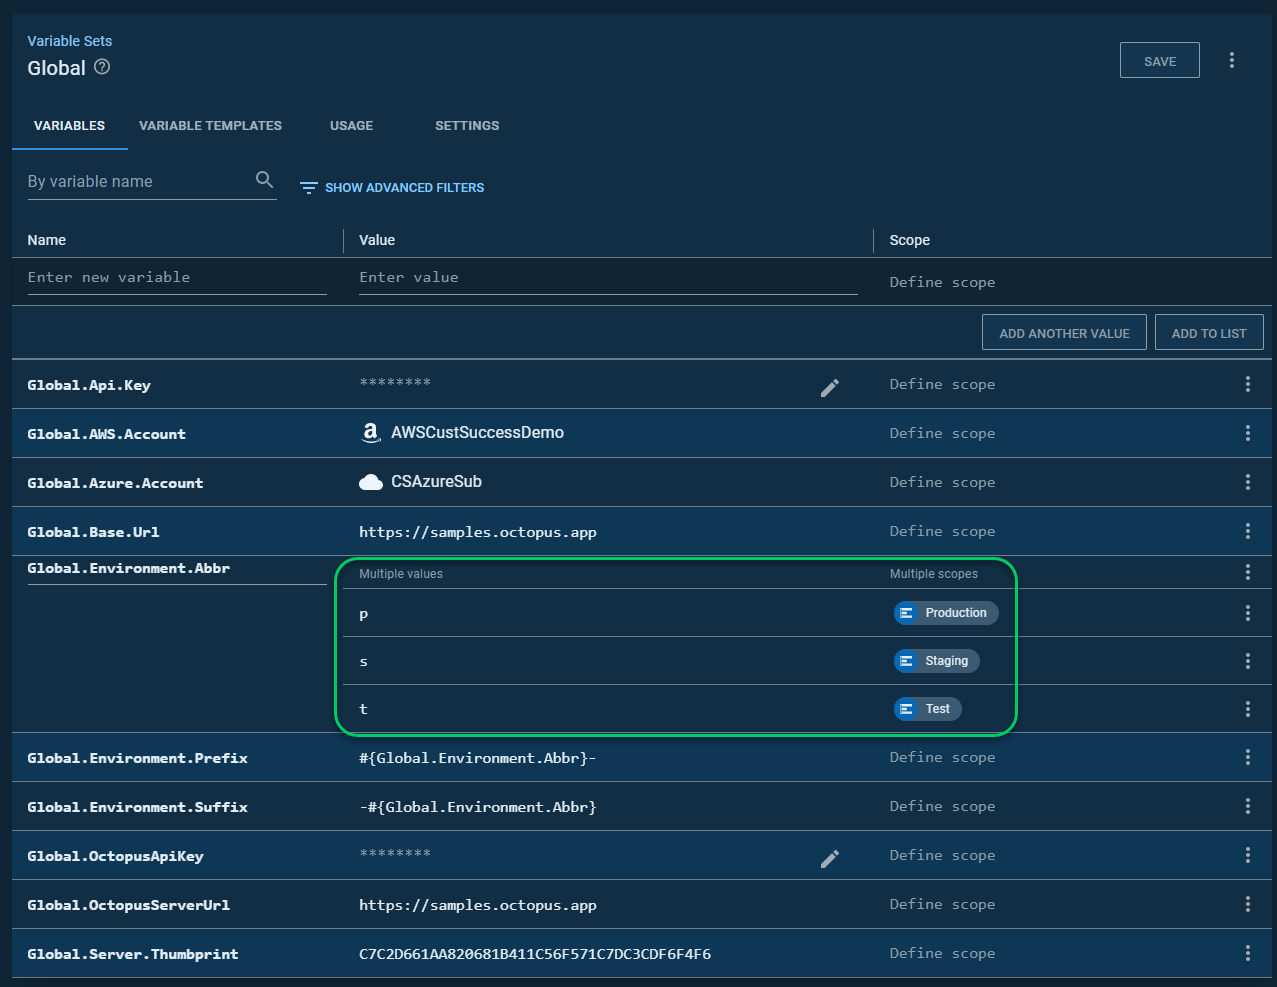 Variable Sets
Global
SAVE
VARIABLES VARIABLE TEMPLATES USAGE SETTINGS
By variable name
SHOW ADVANCED FILTERS
Name Value Scope
Enter new variable Enter value Define scope
ADD ANOTHER VALUE ADD TO LIST
Global.Api.Key ******** Define scope
Global.AWS.Account AWSCustSuccessDemo Define scope
Global.Azure.Account CSAzureSub Define scope
Global.Base.Url https://samples.octopus.app Define scope
Global.Environment.Abbr Multiple values Multiple scopes
p Production
s Staging
t Test
Global.Environment.Prefix #{Global.Environment.Abbr}- Define scope
Global.Environment.Suffix -#{Global.Environment.Abbr} Define scope
Global.OctopusApiKey ******** Define scope
Global.OctopusServerUrl https://samples.octopus.app Define scope
Global.Server.Thumbprint C7C2D661AA820681B411C56F571C7DC3CDF6F4F6 Define scope